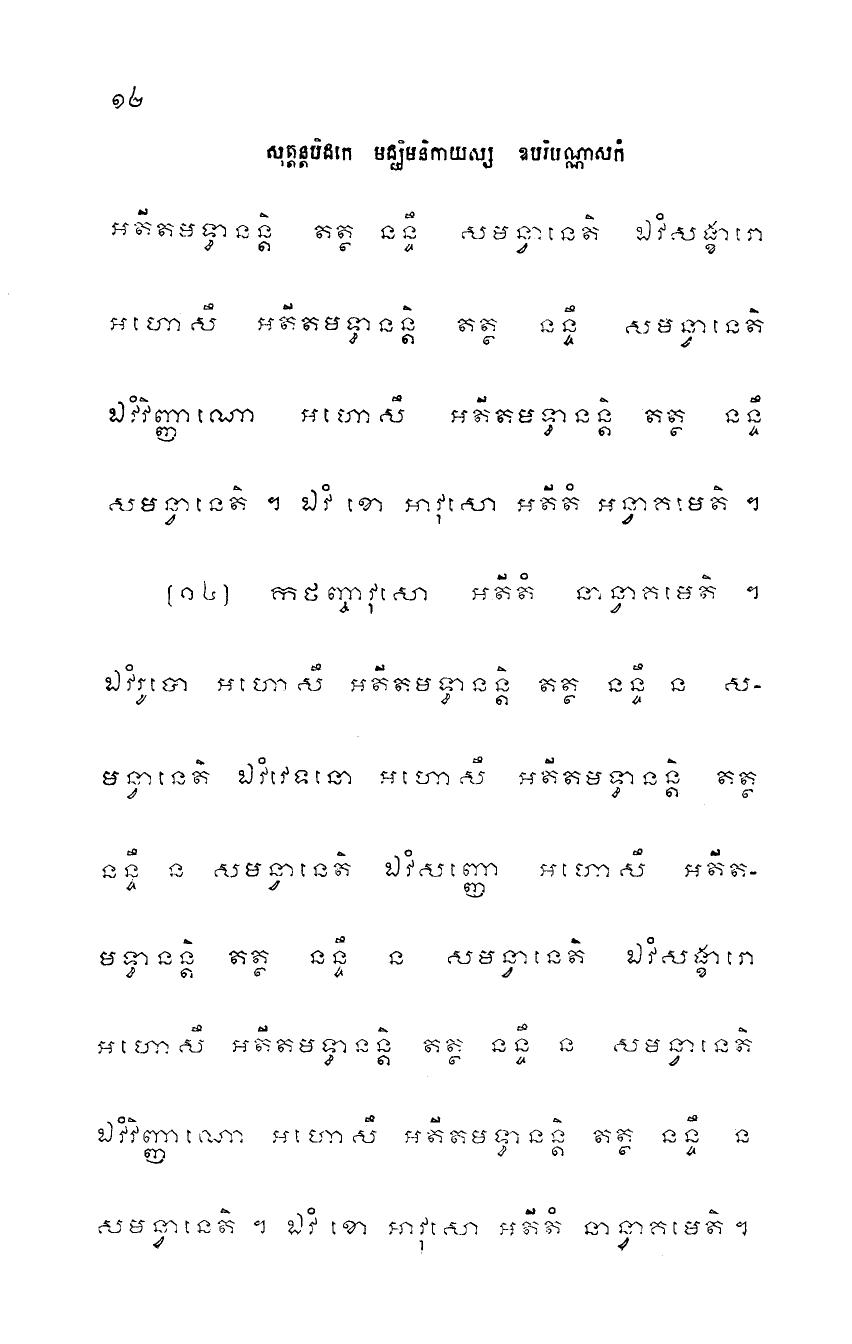 ១២
សុត្តន្តបិដកេ មជ្ឈិមនិកាយស្ស ឧបរិបណ្ណាសកំ
អតីតមទ្ធានន្តិ តត្ថ នន្ទឹ សមន្វានេតិ ឯវំសង្ខារោ
អហោសឹ អតីតមទ្ធានន្តិ តត្ថ នន្ទឹ សមន្វានេតិ
ឯវំវិញ្ញាណោ អហោសឹ អតីតមទ្ធានន្តិ តត្ថ នន្ទឹ
សមន្វានេតិ ។ ឯវំ ខោ អាវុសោ អតីតំ អន្វាគមេតិ ។
(១៤) កថញ្ចាវុសោ អតីតំ នាន្វាគមេតិ ។
ឯវំរូបោ អហោសឹ អតីតមទ្ធានន្តិ តត្ថ នន្ទឹ ន ស-
មន្វានេតិ ឯវំវេទនោ អហោសឹ អតីតមទ្ធានន្តិ តត្ថ
នន្ទឹ ន សមន្វានេតិ ឯវំសញ្ញោ អហោសឹ អតីត-
មទ្ធានន្តិ តត្ថ នន្ទឹ ន សមន្វានេតិ ឯវំសង្ខារោ
អហោសឹ អតីតមទ្ធានន្តិ តត្ថ នន្ទឹ ន សមន្វានេតិ
ឯវំវិញ្ញាណោ អហោសឹ អតីតមទ្ធានន្តិ តត្ថ នន្ទឹ ន
សមន្វានេតិ ។ ឯវំ ខោ អាវុសោ អតីតំ នាន្វាគមេតិ ។